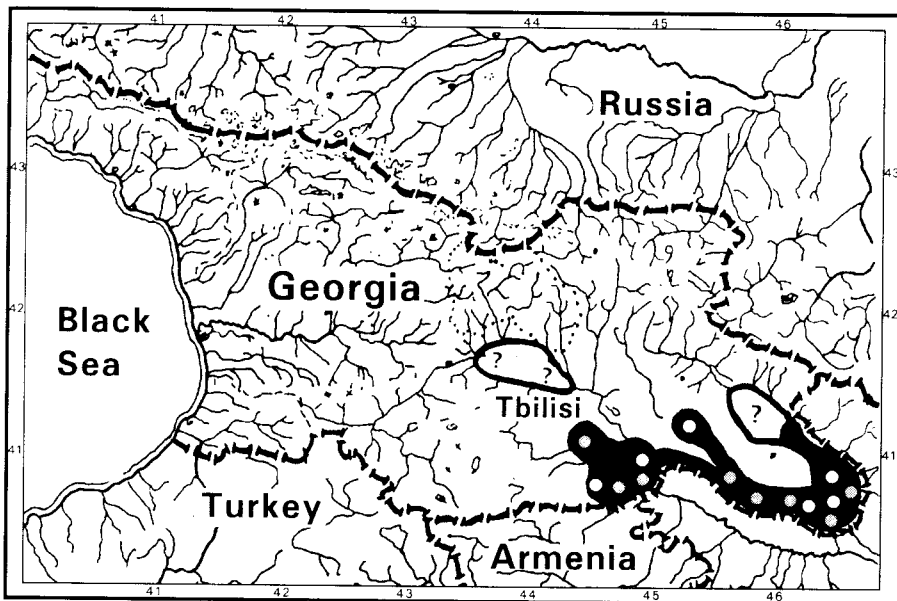 41 42 43 44 45 46
Russia
43 43
Georgia
42 42
Black
Sea
? ?
Tbilisi
?
41 41
Turkey
Armenia
41 42 43 44 45 46